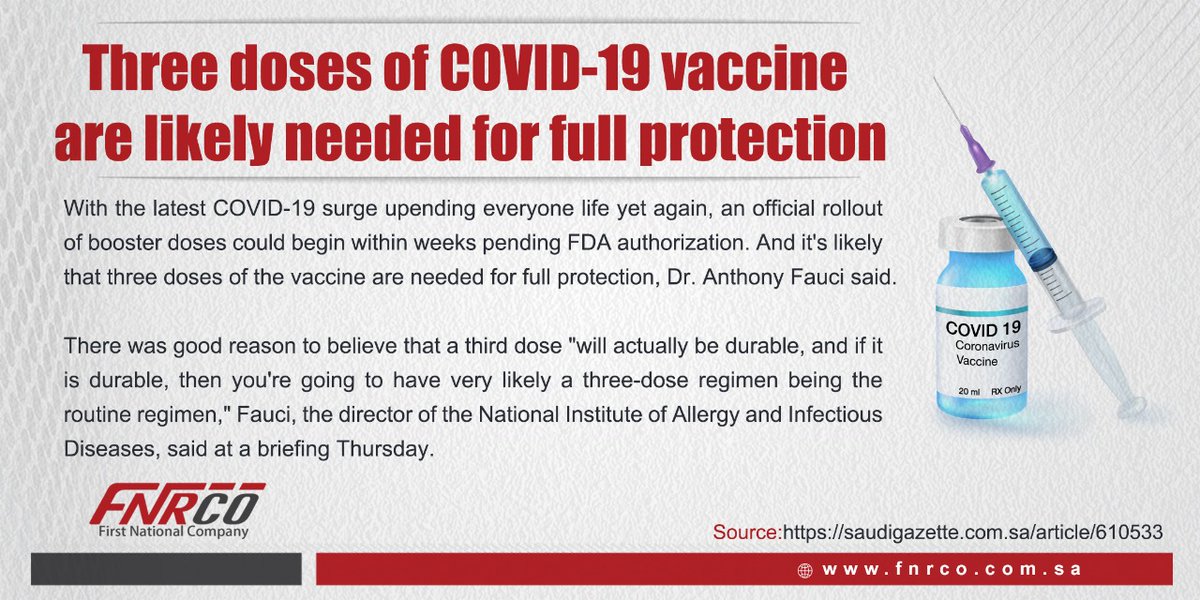 Three doses of COVID-19 vaccine
are likely needed for full protection
With the latest COVID-19 surge upending everyone life yet again, an official rollout
of booster doses could begin within weeks pending FDA authorization. And it's likely
that three doses of the vaccine are needed for full protection, Dr. Anthony Fauci said.
There was good reason to believe that a third dose "will actually be durable, and if it
is durable, then you're going to have very likely a three-dose regimen being the
routine regimen," Fauci, the director of the National Institute of Allergy and Infectious
Diseases, said at a briefing Thursday.
COVID 19
Coronavirus
Vaccine
20 ml RX Only
FNRCO
First National Company
Source:https://saudigazette.com.sa/article/610533
www.fnrco.com.sa